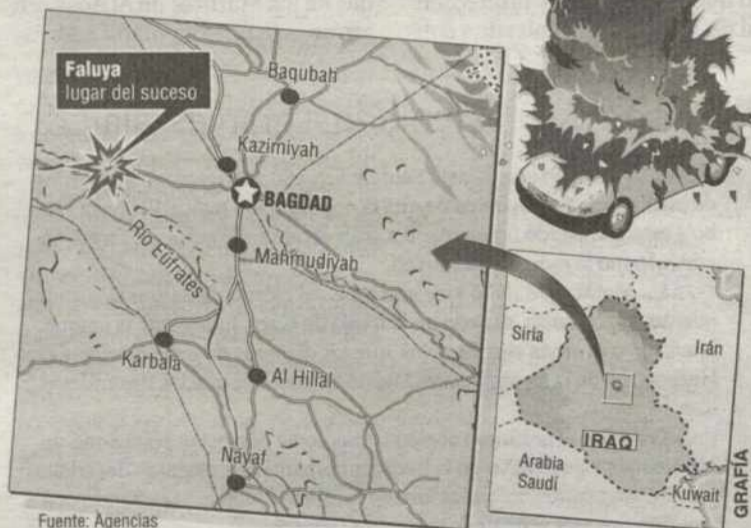 Faluya
lugar del suceso
Baqubah
Kazimiyah
BAGDAD
Río Eúfrates
Mahmudiyah
Karbala
Al Hillal
Nayaf
Siria
Irán
IRAQ
Arabia
Saudí
Kuwait
GRAFÍA
Fuente: Agencias